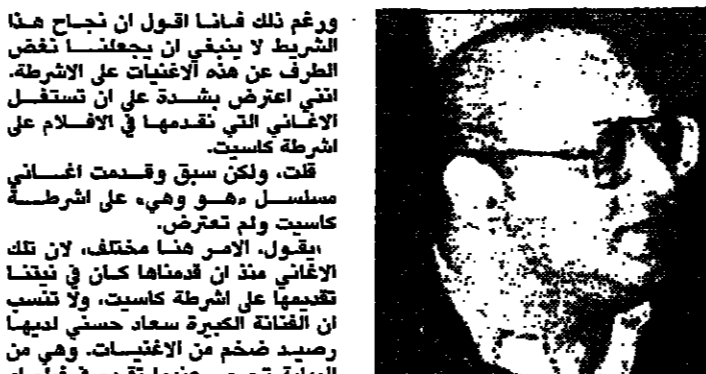 ورغم ذلك فانا اقول ان نجاح هذا
الشريط لا ينبغي ان يجعلنا نغض
الطرف عن هذه الاغنيات على الاشرطة.
انني اعترض بشدة على ان تستغل
الاغاني التي نقدمها في الافلام على
اشرطة كاسيت.
قلت، ولكن سبق وقدمت اغاني
مسلسل «هو وهي» على اشرطة
كاسيت ولم تعترض.
يقول، الامر هنا مختلف، لان تلك
الاغاني منذ ان قدمناها كان في نيتنا
تقديمها على اشرطة كاسيت، ولا تنسب
ان الفنانة الكبيرة سعاد حسني لديها
رصيد ضخم من الاغنيات. وهي من